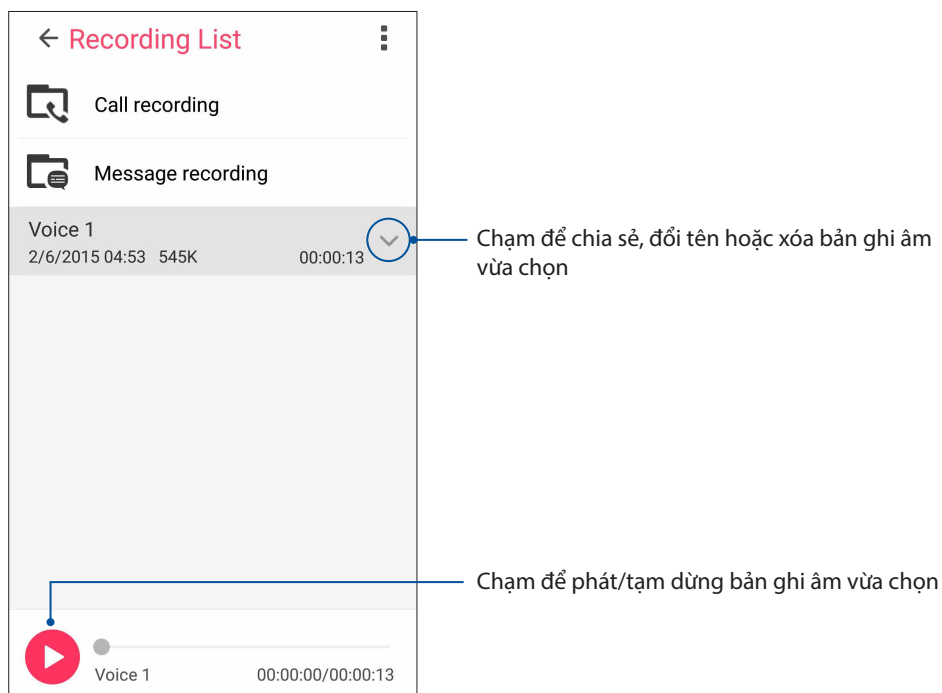 Recording List
Call recording
Message recording
Voice 1
2/6/2015 04:53 545K 00:00:13
Chạm để chia sẻ, đổi tên hoặc xóa bản ghi âm
vừa chọn
Chạm để phát/tạm dừng bản ghi âm vừa chọn
Voice 1 00:00:00/00:00:13